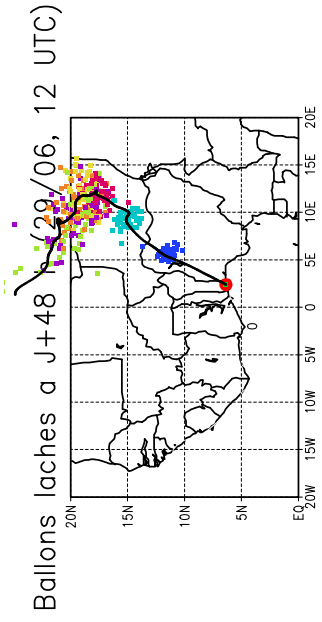 Ballons laches a J+48 (29/06, 12 UTC)
20N
15N
10N
5N
EQ
20W
15W
10W
5W
0
5E
10E
15E
20E
0